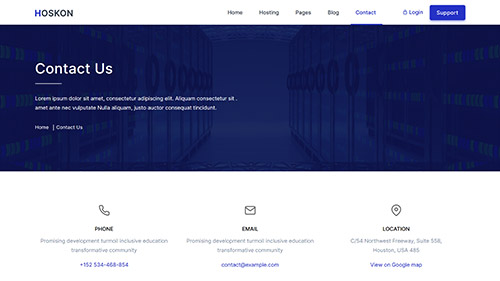 HOSKON
Home Hosting Pages Blog Contact Login Support
Contact Us
Lorem ipsum dolor sit amet, consectetur adipiscing elit. Aliquam consectetur sit .
amet ante nec vulputate Nulla aliquam, justo auctor consequat tincidunt.
Home | Contact Us
PHONE EMAIL LOCATION
Promising development turmoil inclusive education Promising development turmoil inclusive education C/54 Northwest Freeway, Suite 558,
transformative community transformative community Houston, USA 485
+152 534-468-854 contact@example.com View on Google map